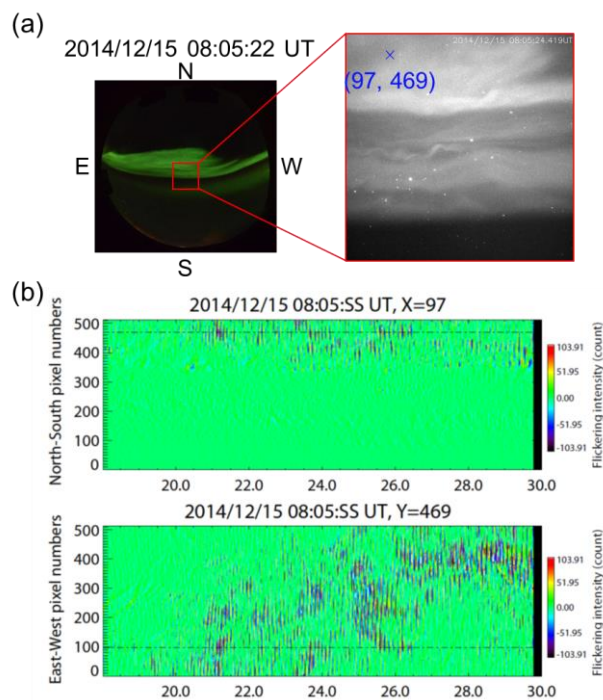 (a)
2014/12/15 08:05:22 UT
N
E
W
S
2014/12/15 08:05:24.419UT
(97, 469)
(b)
2014/12/15 08:05:SS UT, X=97
North-South pixel numbers
500
400
300
200
100
0
20.0 22.0 24.0 26.0 28.0 30.0
103.91
51.95
0.00
-51.95
-103.91
Flickering intensity (count)
2014/12/15 08:05:SS UT, Y=469
East-West pixel numbers
500
400
300
200
100
0
20.0 22.0 24.0 26.0 28.0 30.0
103.91
51.95
0.00
-51.95
-103.91
Flickering intensity (count)